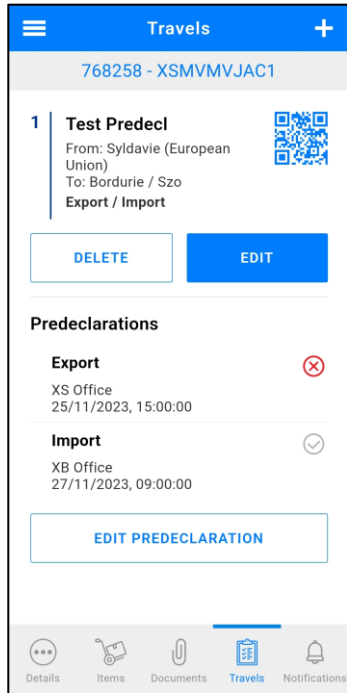 Travels
768258 - XSMVMVJAC1
1
Test Predecl
From: Syldavie (European
Union)
To: Bordurie / Szo
Export / Import
DELETE
EDIT
Predeclarations
Export
XS Office
25/11/2023, 15:00:00
Import
XB Office
27/11/2023, 09:00:00
EDIT PREDECLARATION
Details
Items
Documents
Travels
Notifications